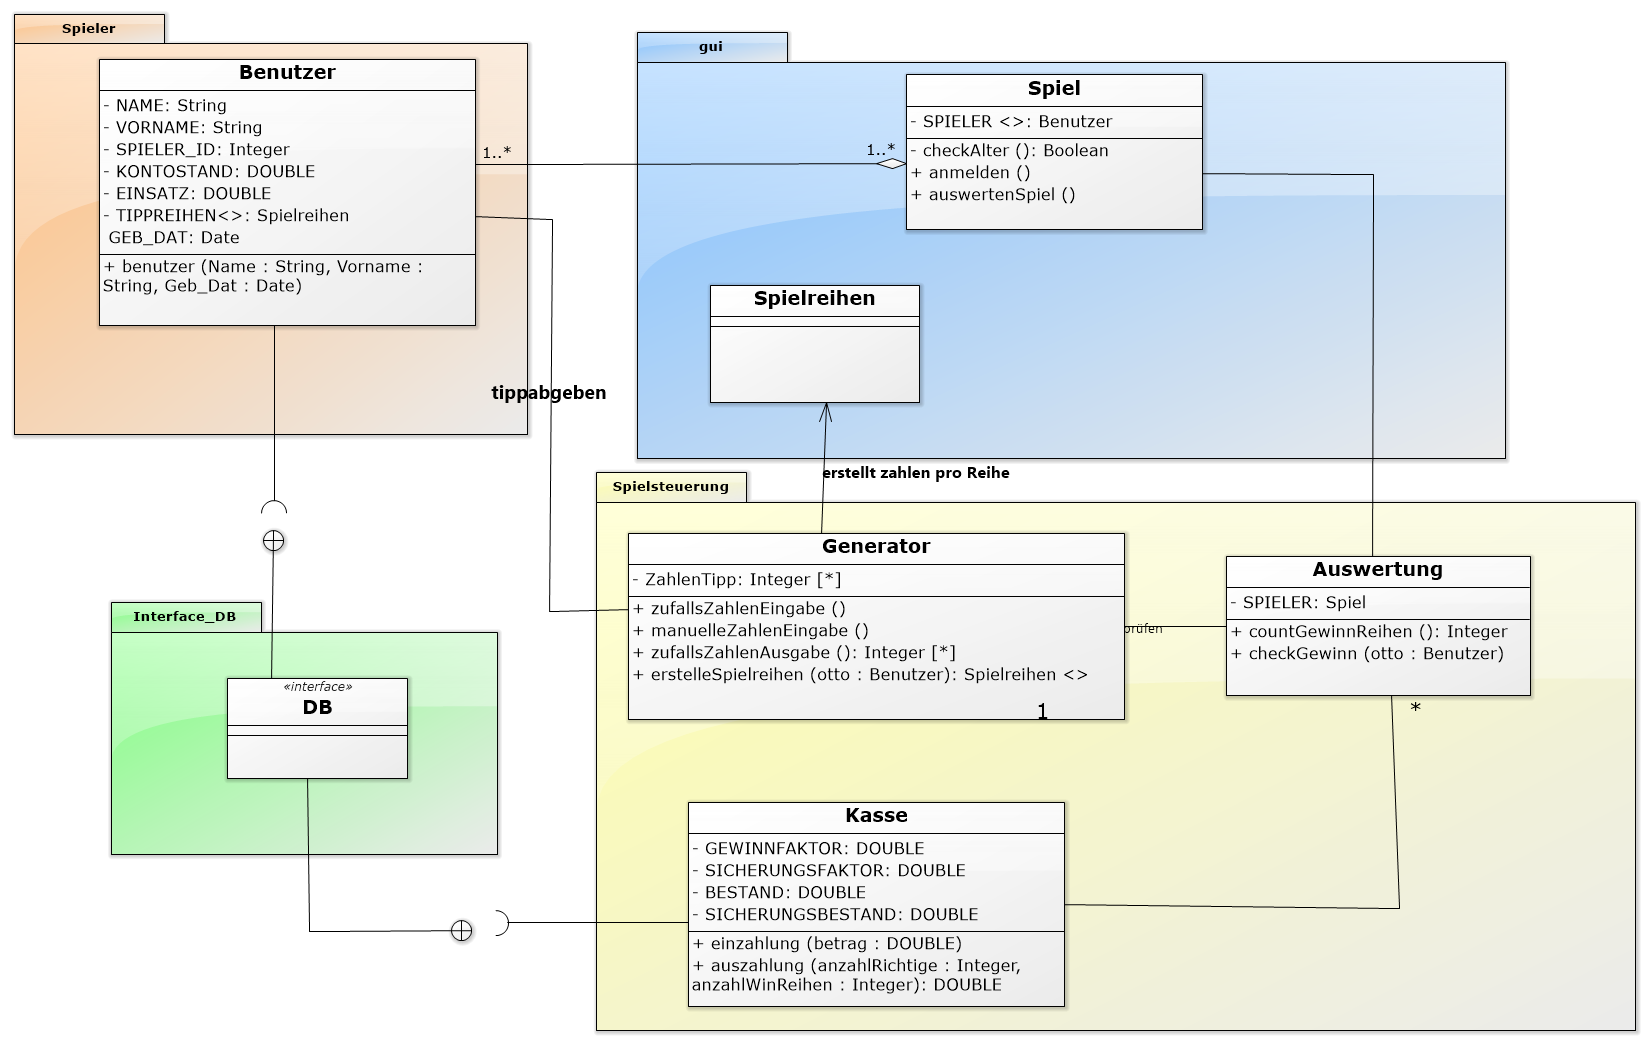 Spieler
Benutzer
- NAME: String
- VORNAME: String
- SPIELER_ID: Integer
- KONTOSTAND: DOUBLE
- EINSATZ: DOUBLE
- TIPPREIHEN<>: Spielreihen
GEB_DAT: Date
+ benutzer (Name : String, Vorname :
String, Geb_Dat : Date)
1..*
1..*
gui
Spiel
- SPIELER <>: Benutzer
- checkAlter (): Boolean
+ anmelden ()
+ auswertenSpiel ()
Spielreihen
tippabgeben
erstellt zahlen pro Reihe
Spielsteuerung
Generator
- ZahlenTipp: Integer [*]
+ zufallsZahlenEingabe ()
+ manuelleZahlenEingabe ()
+ zufallsZahlenAusgabe (): Integer [*]
+ erstelleSpielreihen (otto : Benutzer): Spielreihen <>
1
prüfen
Auswertung
- SPIELER: Spiel
+ countGewinnReihen (): Integer
+ checkGewinn (otto : Benutzer)
*
Interface_DB
«interface»
DB
Kasse
- GEWINNFAKTOR: DOUBLE
- SICHERUNGSFAKTOR: DOUBLE
- BESTAND: DOUBLE
- SICHERUNGSBESTAND: DOUBLE
+ einzahlung (betrag : DOUBLE)
+ auszahlung (anzahlRichtige : Integer,
anzahlWinReihen : Integer): DOUBLE